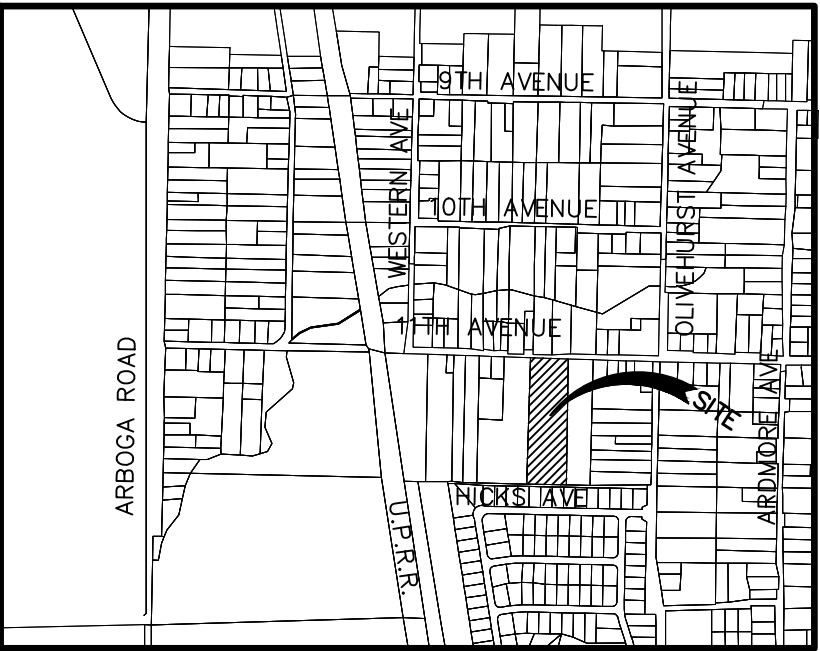 9TH AVENUE
WESTERN AVE
OLIVEHURST AVENUE
10TH AVENUE
11TH AVENUE
ARBOGA ROAD
SITE
ARDMORE AVE
HICKS AVE
U.P.R.R.